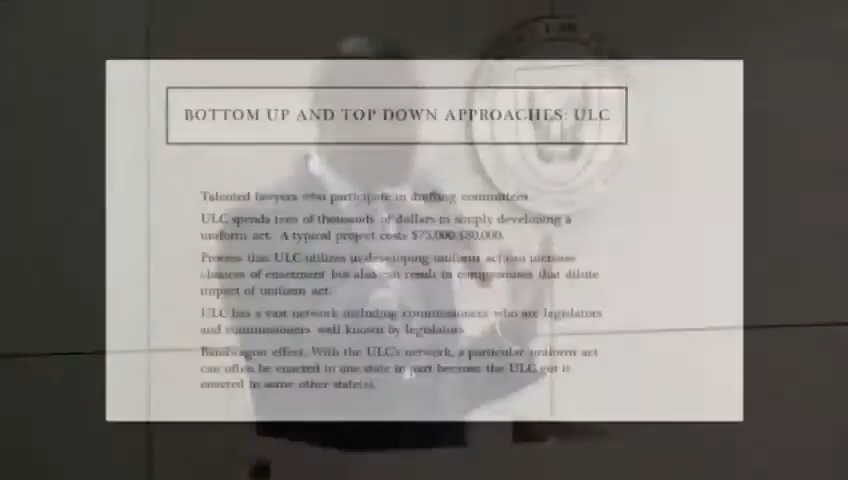 BOTTOM UP AND TOP DOWN APPROACHES: ULC
Talented lawyers who participate in drafting committees
ULC spends tens of thousands of dollars in simply developing a
uniform act. A typical project costs $75,000-$80,000.
Process that ULC utilizes in developing uniform act can increase
chances of enactment but also can result in compromises that dilute
impact of uniform act.
ULC has a vast network including commissioners who are legislators
and commissioners well known by legislators
Bandwagon effect. With the ULC's network, a particular uniform act
can often be enacted in one state in part because the ULC got it
enacted in some other state(s).